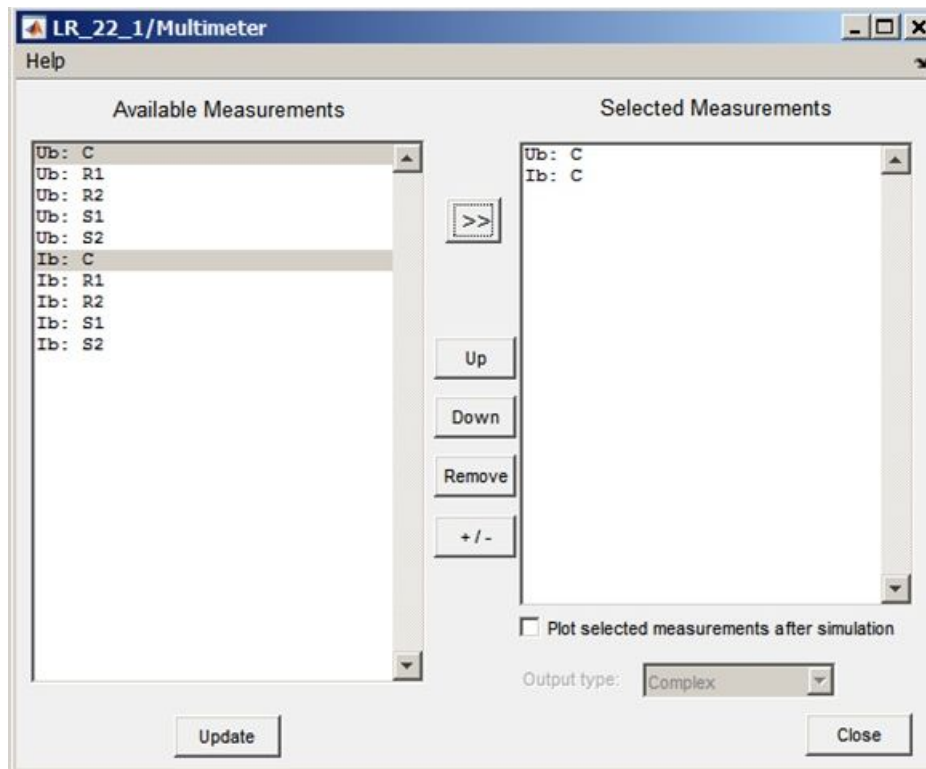 LR_22_1/Multimeter
Help
Available Measurements
Selected Measurements
Ub: C
Ub: R1
Ub: R2
Ub: S1
Ub: S2
Ib: C
Ib: R1
Ib: R2
Ib: S1
Ib: S2
>>
Up
Down
Remove
+ / -
Ub: C
Ib: C
Plot selected measurements after simulation
Output type: Complex
Update
Close